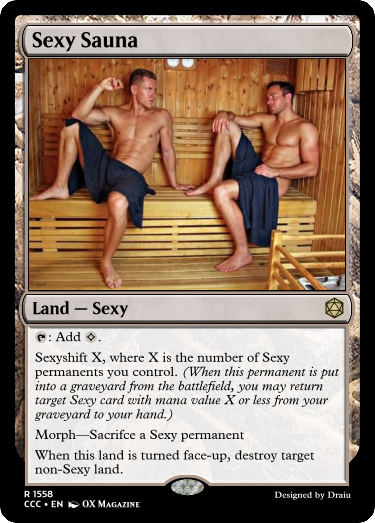 Sexy Sauna
Land — Sexy
: Add .
Sexyshift X, where X is the number of Sexy
permanents you control. (When this permanent is put
into a graveyard from the battlefield, you may return
target Sexy card with mana value X or less from your
graveyard to your hand.)
Morph—Sacrifce a Sexy permanent
When this land is turned face-up, destroy target
non-Sexy land.
R 1558
CCC • EN OX Magazine
Designed by Draiu